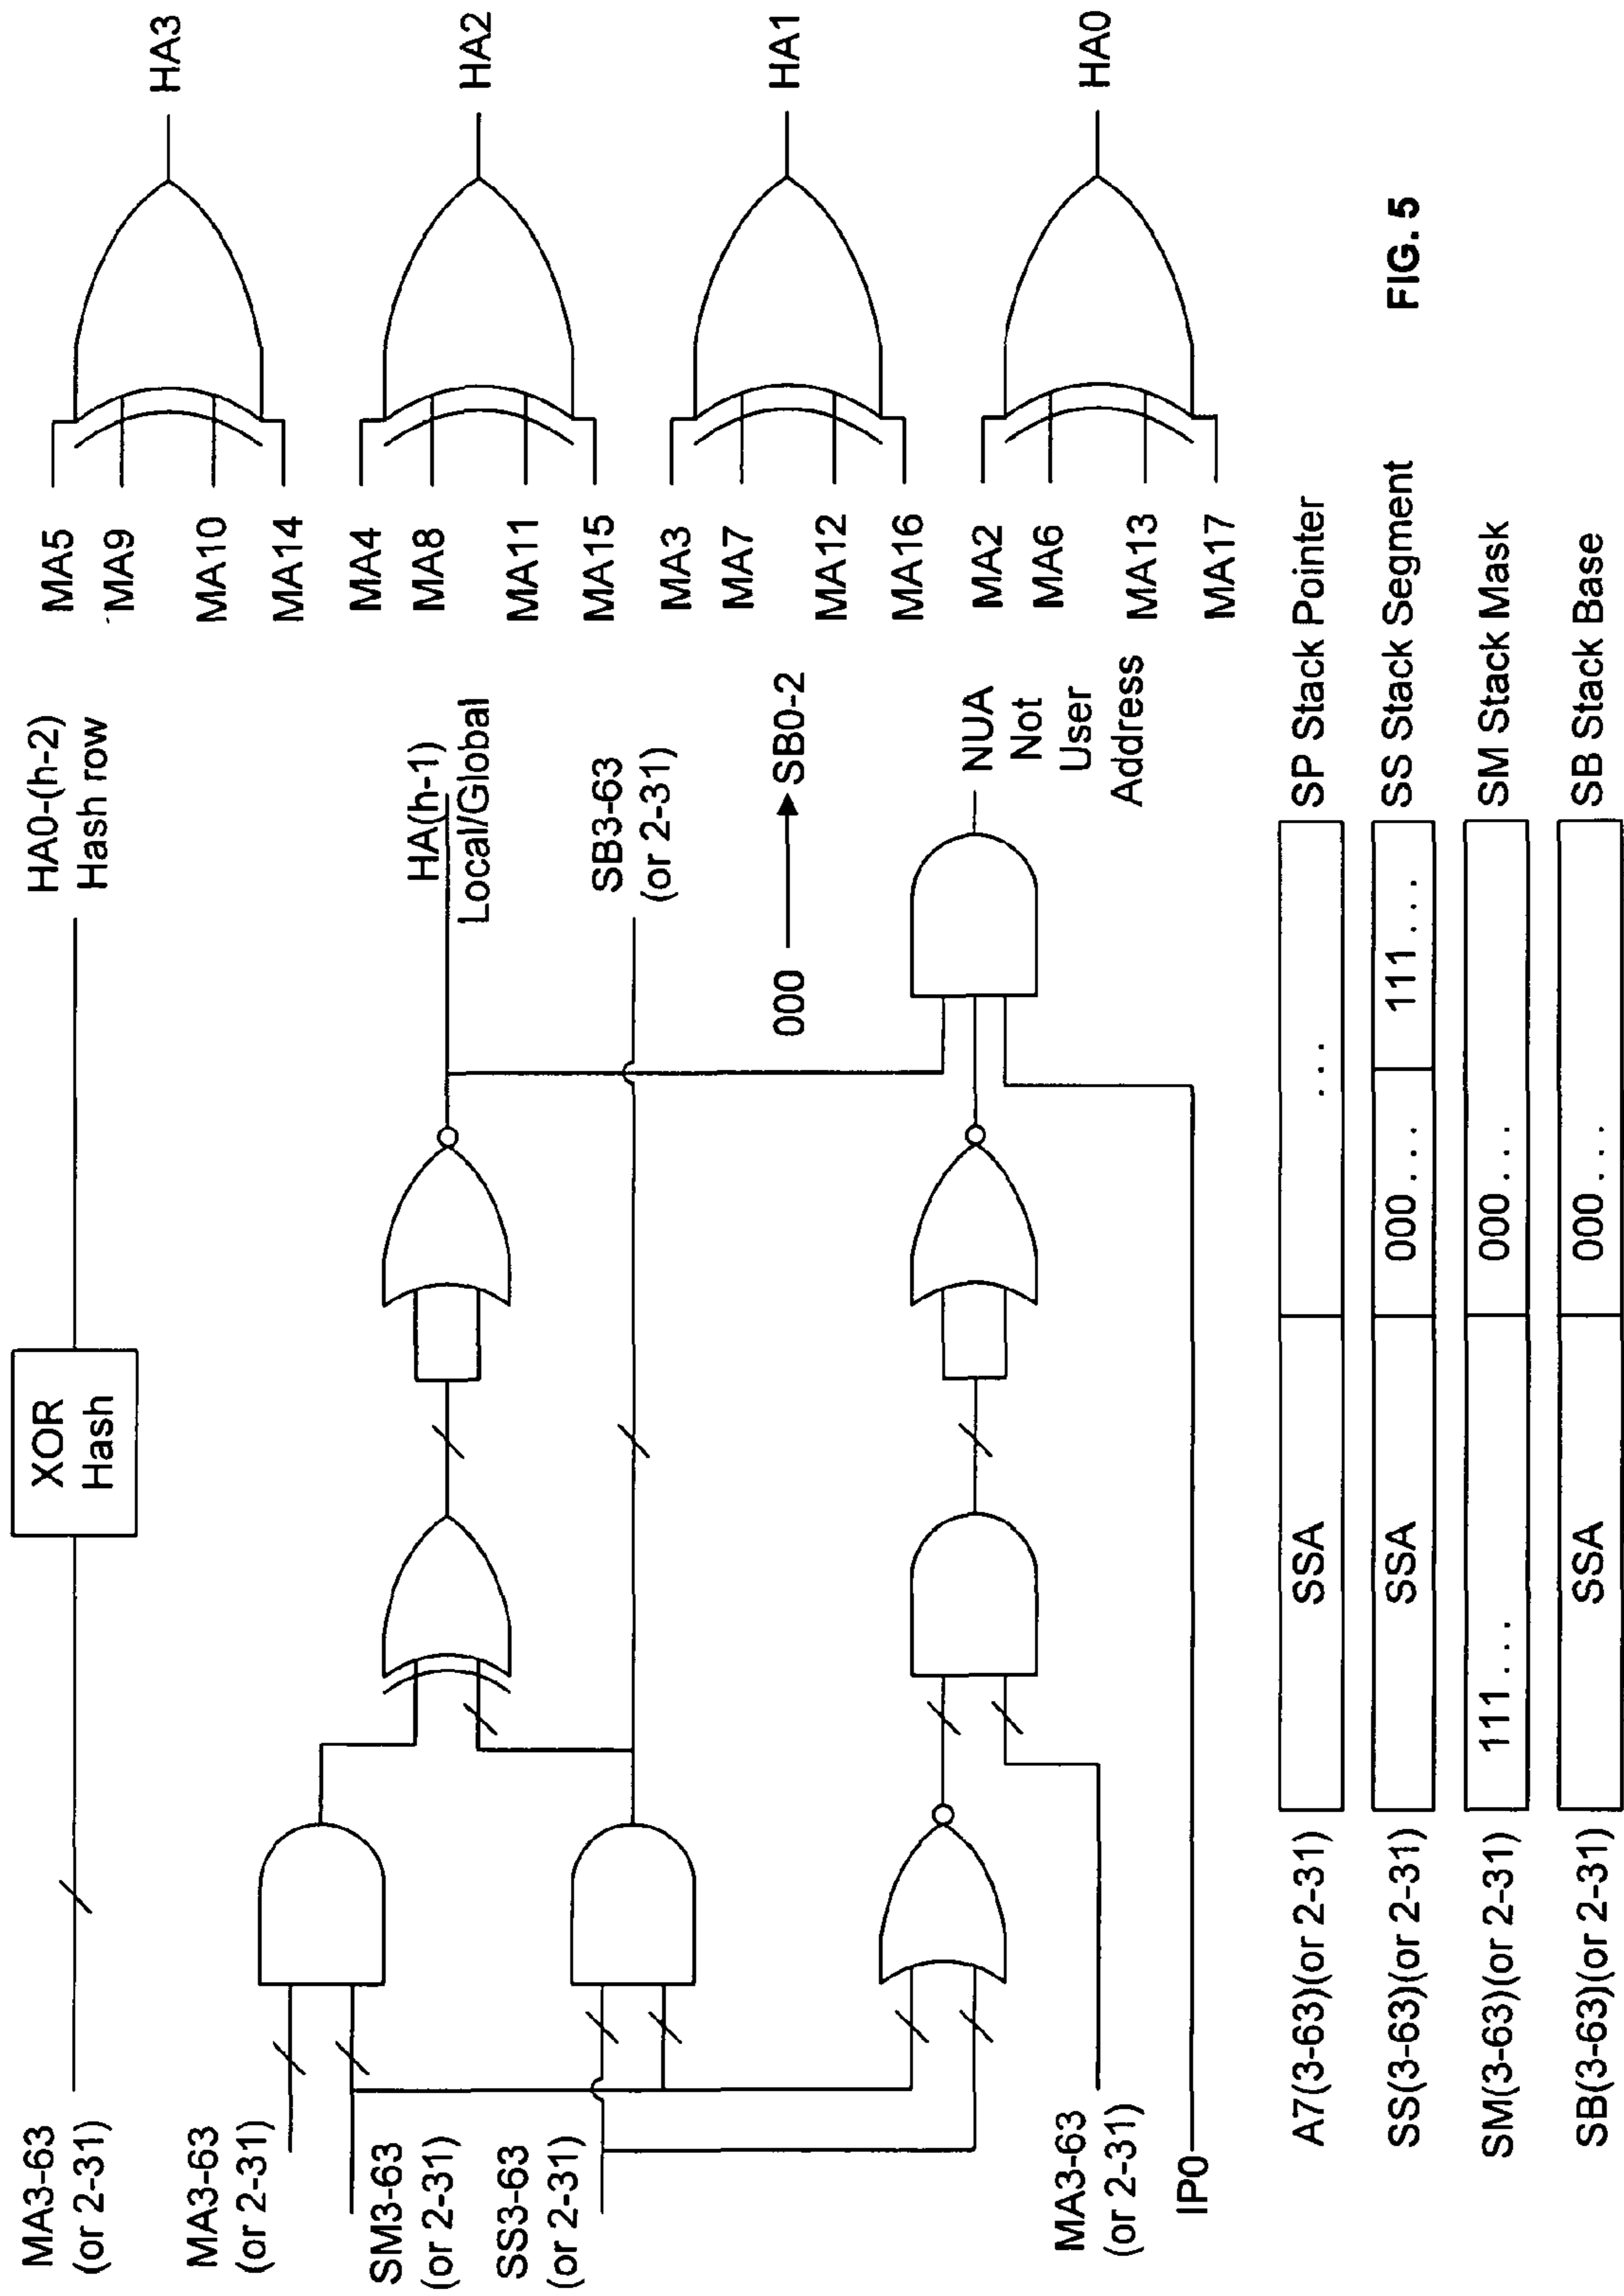 MA3-63
(or 2-31)
XOR
Hash
HA0-(h-2)
Hash row
MA3-63
(or 2-31)
SM3-63
(or 2-31)
SS3-63
(or 2-31)
HA(h-1)
Local/Global
SB3-63
(or 2-31)
000
SB0-2
MA3-63
(or 2-31)
IP0
NUA
Not
User
Address
A7(3-63)(or 2-31)
SSA
. . .
SP Stack Pointer
SS(3-63)(or 2-31)
SSA
000 . . .
111 . . .
SS Stack Segment
SM(3-63)(or 2-31)
111 . . .
000 . . .
SM Stack Mask
SB(3-63)(or 2-31)
SSA
000 . . .
SB Stack Base
MA5
MA9
MA10
MA14
HA3
MA4
MA8
MA11
MA15
HA2
MA3
MA7
MA12
MA16
HA1
MA2
MA6
MA13
MA17
HA0
FIG. 5